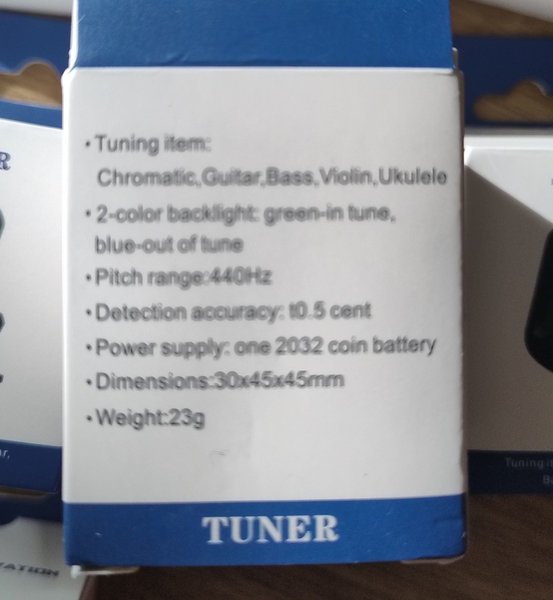 • Tuning item:
Chromatic,Guitar,Bass,Violin,Ukulele
• 2-color backlight: green-in tune,
blue-out of tune
• Pitch range:440Hz
• Detection accuracy: t0.5 cent
• Power supply: one 2032 coin battery
• Dimensions:30x45x45mm
• Weight:23g
TUNER
R
Tuning i